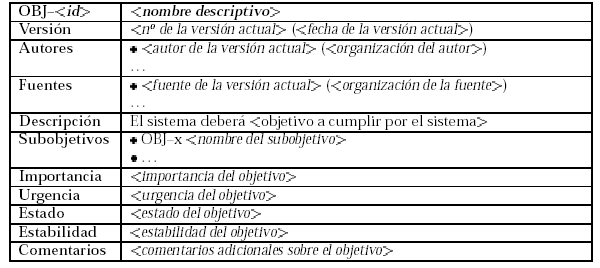 OBJ–<id> <nombre descriptivo>
Versión <nº de la versión actual> (<fecha de la versión actual>)
Autores • <autor de la versión actual> (<organización del autor>)
…
Fuentes • <fuente de la versión actual> (<organización de la fuente>)
…
Descripción El sistema deberá <objetivo a cumplir por el sistema>
Subobjetivos • OBJ–x <nombre del subobjetivo>
• …
Importancia <importancia del objetivo>
Urgencia <urgencia del objetivo>
Estado <estado del objetivo>
Estabilidad <estabilidad del objetivo>
Comentarios <comentarios adicionales sobre el objetivo>